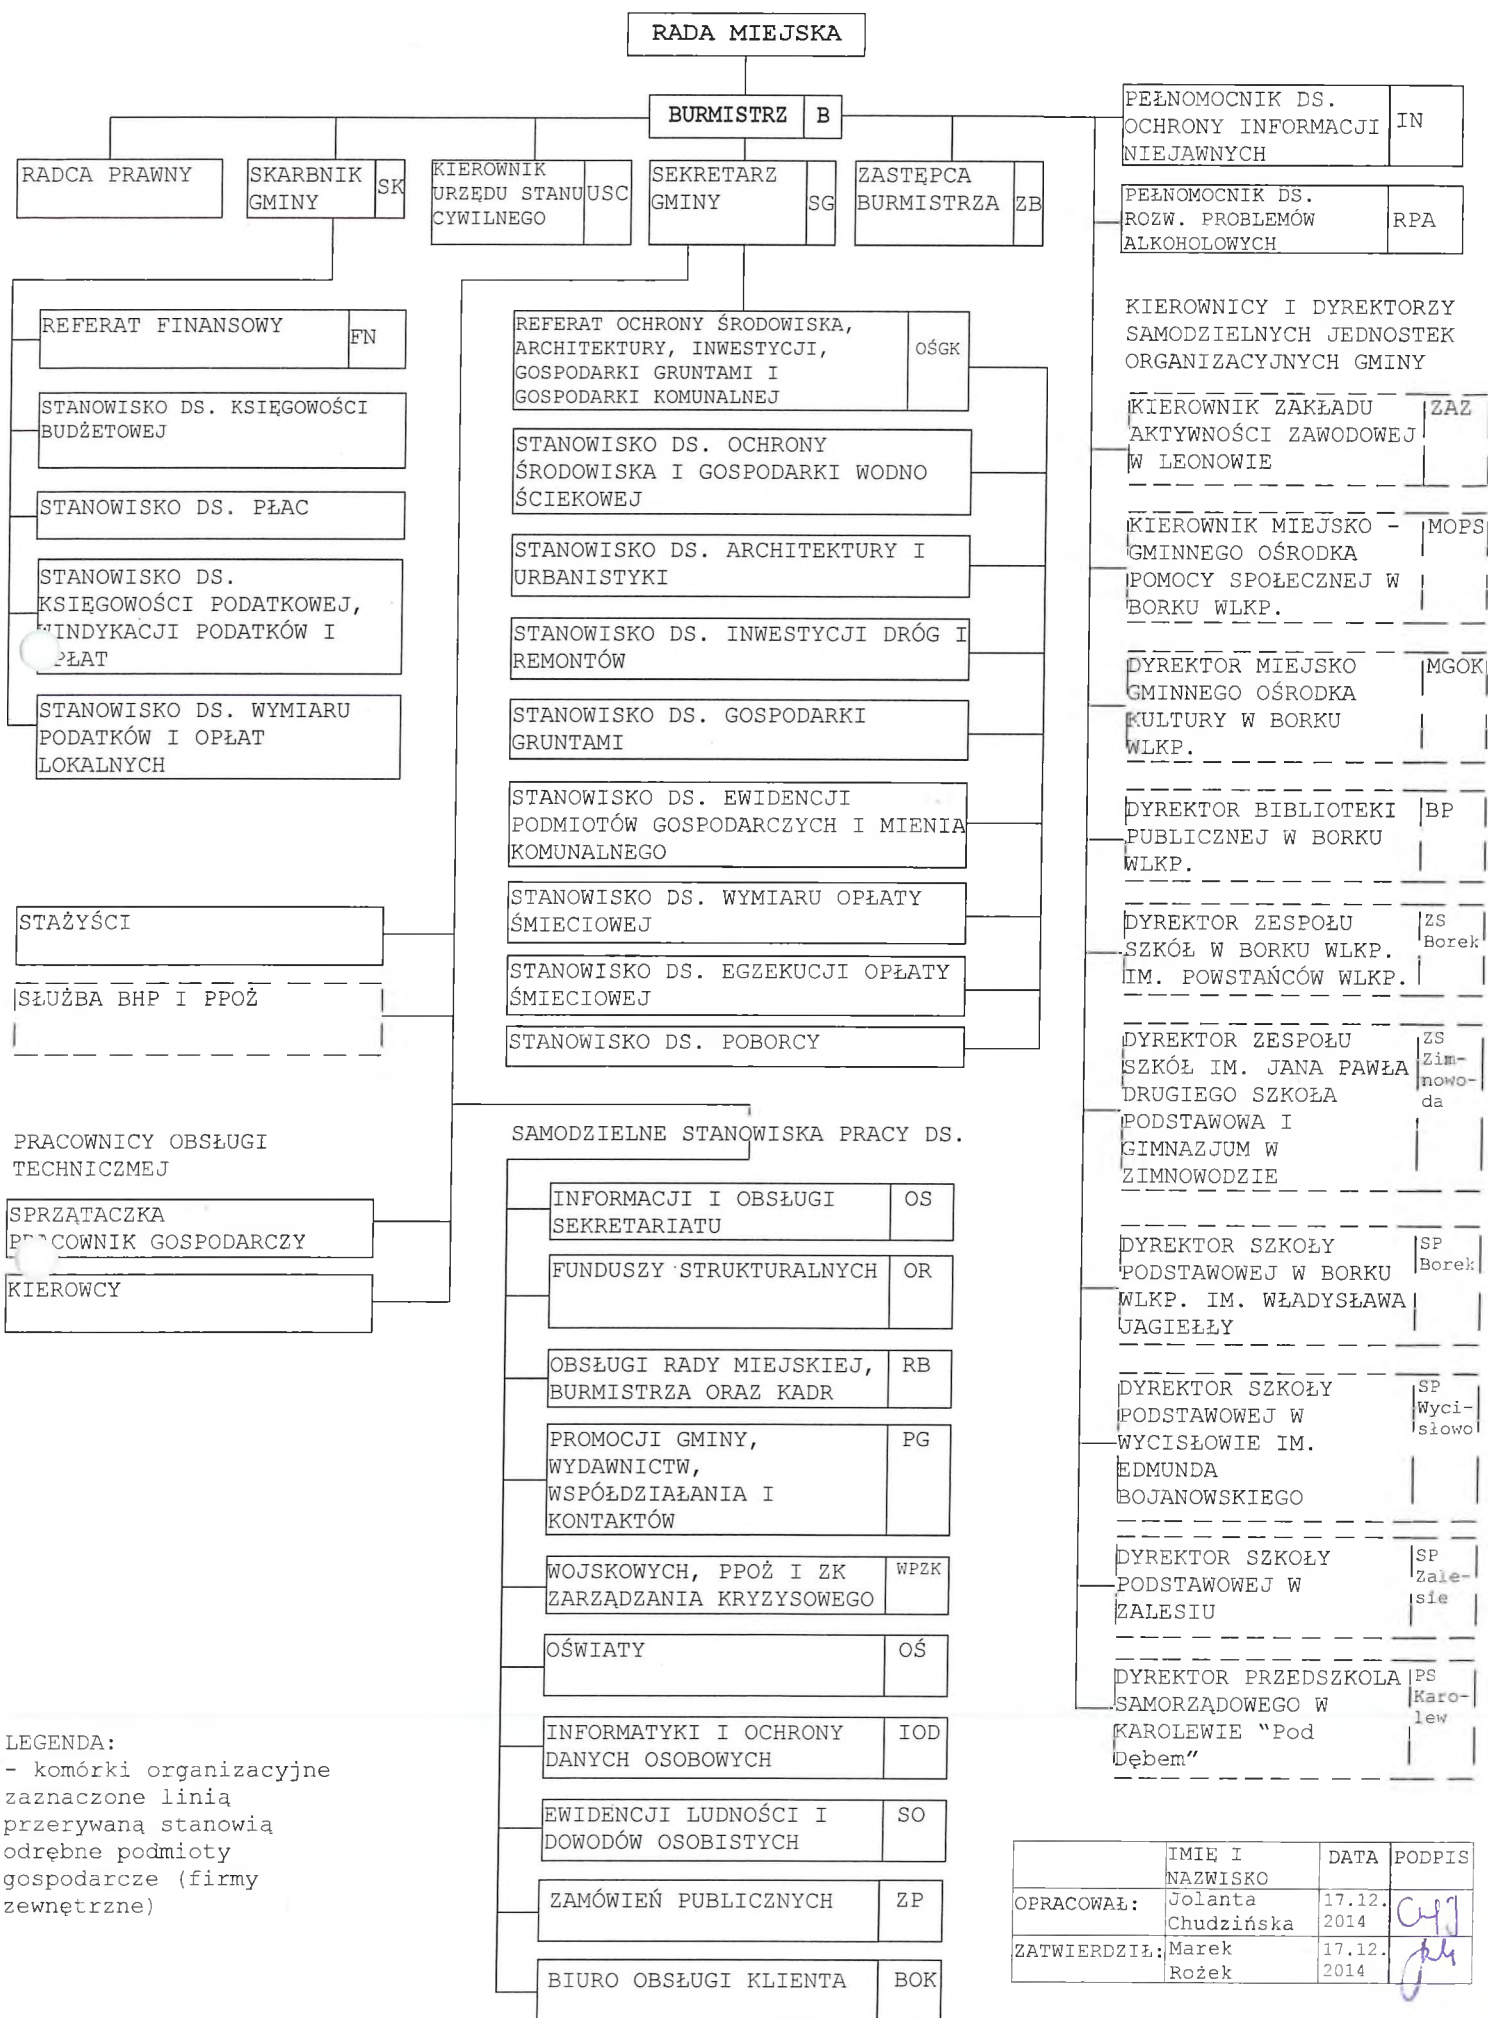 RADA MIEJSKA
BURMISTRZ B
RADCA PRAWNY
SKARBNIK
GMINY
SK
KIEROWNIK
URZĘDU STANU
CYWILNEGO
USC
SEKRETARZ
GMINY
SG
ZASTĘPCA
BURMISTRZA
ZB
PEŁNOMOCNIK DS.
OCHRONY INFORMACJI
NIEJAWNYCH
IN
PEŁNOMOCNIK DS.
ROZW. PROBLEMÓW
ALKOHOLOWYCH
RPA
REFERAT FINANSOWY
FN
STANOWISKO DS. KSIĘGOWOŚCI
BUDŻETOWEJ
STANOWISKO DS. PŁAC
STANOWISKO DS.
KSIĘGOWOŚCI PODATKOWEJ,
WINDYKACJI PODATKÓW I
OPŁAT
STANOWISKO DS. WYMIARU
PODATKÓW I OPŁAT
LOKALNYCH
STAŻYŚCI
SŁUŻBA BHP I PPOŻ
PRACOWNICY OBSŁUGI
TECHNICZMEJ
SPRZĄTACZKA
PRACOWNIK GOSPODARCZY
KIEROWCY
REFERAT OCHRONY ŚRODOWISKA,
ARCHITEKTURY, INWESTYCJI,
GOSPODARKI GRUNTAMI I
GOSPODARKI KOMUNALNEJ
OŚGK
STANOWISKO DS. OCHRONY
ŚRODOWISKA I GOSPODARKI WODNO
ŚCIEKOWEJ
STANOWISKO DS. ARCHITEKTURY I
URBANISTYKI
STANOWISKO DS. INWESTYCJI DRÓG I
REMONTÓW
STANOWISKO DS. GOSPODARKI
GRUNTAMI
STANOWISKO DS. EWIDENCJI
PODMIOTÓW GOSPODARCZYCH I MIENIA
KOMUNALNEGO
STANOWISKO DS. WYMIARU OPŁATY
ŚMIECIOWEJ
STANOWISKO DS. EGZEKUCJI OPŁATY
ŚMIECIOWEJ
STANOWISKO DS. POBORCY
SAMODZIELNE STANOWISKA PRACY DS.
INFORMACJI I OBSŁUGI
SEKRETARIATU
OS
FUNDUSZY STRUKTURALNYCH
OR
OBSŁUGI RADY MIEJSKIEJ,
BURMISTRZA ORAZ KADR
RB
PROMOCJI GMINY,
WYDAWNICTW,
WSPÓŁDZIAŁANIA I
KONTAKTÓW
PG
WOJSKOWYCH, PPOŻ I ZK
ZARZĄDZANIA KRYZYSOWEGO
WPZK
OŚWIATY
OŚ
INFORMATYKI I OCHRONY
DANYCH OSOBOWYCH
IOD
EWIDENCJI LUDNOŚCI I
DOWODÓW OSOBISTYCH
SO
ZAMÓWIEŃ PUBLICZNYCH
ZP
BIURO OBSŁUGI KLIENTA
BOK
KIEROWNICY I DYREKTORZY
SAMODZIELNYCH JEDNOSTEK
ORGANIZACYJNYCH GMINY
KIEROWNIK ZAKŁADU
AKTYWNOŚCI ZAWODOWEJ
W LEONOWIE
ZAZ
KIEROWNIK MIEJSKO -
GMINNEGO OŚRODKA
POMOCY SPOŁECZNEJ W
BORKU WLKP.
MOPS
DYREKTOR MIEJSKO
GMINNEGO OŚRODKA
KULTURY W BORKU
WLKP.
MGOK
DYREKTOR BIBLIOTEKI
PUBLICZNEJ W BORKU
WLKP.
BP
DYREKTOR ZESPOŁU
SZKÓŁ W BORKU WLKP.
IM. POWSTAŃCÓW WLKP.
ZS
Borek
DYREKTOR ZESPOŁU
SZKÓŁ IM. JANA PAWŁA
DRUGIEGO SZKOŁA
PODSTAWOWA I
GIMNAZJUM W
ZIMNOWODZIE
ZS
Zim-
nowo-
da
DYREKTOR SZKOŁY
PODSTAWOWEJ W BORKU
WLKP. IM. WŁADYSŁAWA
JAGIEŁŁY
SP
Borek
DYREKTOR SZKOŁY
PODSTAWOWEJ W
WYCISŁOWIE IM.
EDMUNDA
BOJANOWSKIEGO
SP
Wyci-
słowo
DYREKTOR SZKOŁY
PODSTAWOWEJ W
ZALESIU
SP
Zale-
sie
DYREKTOR PRZEDSZKOLA
SAMORZĄDOWEGO W
KAROLEWIE “Pod
Dębem”
PS
Karo-
lew
LEGENDA:
- komórki organizacyjne
zaznaczone linią
przerywaną stanowią
odrębne podmioty
gospodarcze (firmy
zewnętrzne)
IMIĘ I
NAZWISKO
DATA PODPIS
OPRACOWAŁ:
Jolanta
Chudzińska
17.12.
2014
ZATWIERDZIŁ:
Marek
Rożek
17.12.
2014